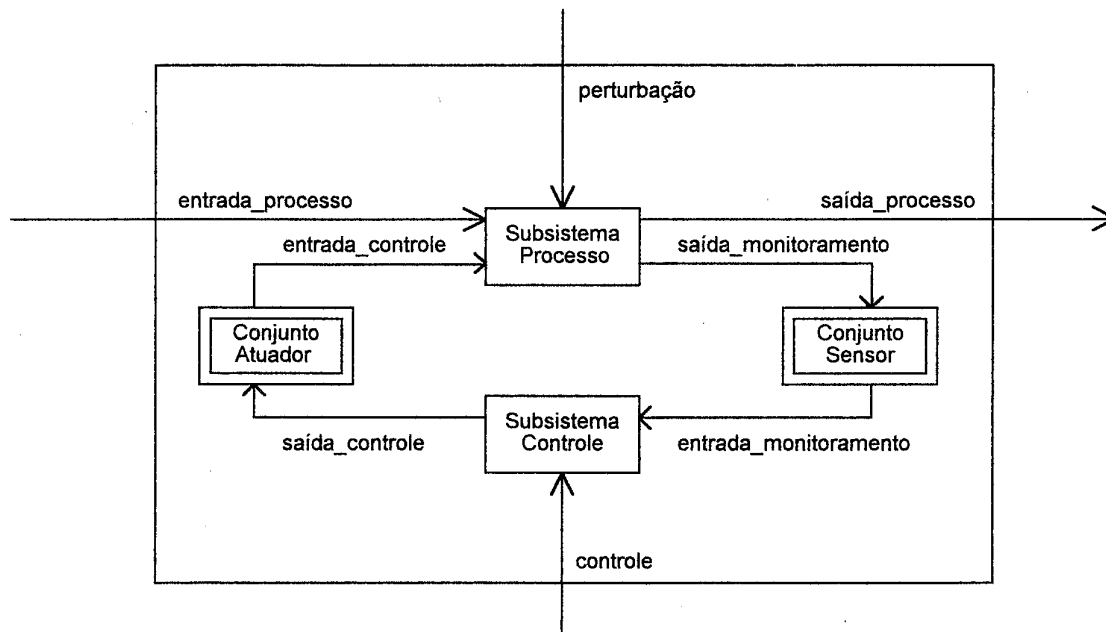 perturbação
entrada_processo
saída_processo
Subsistema
Processo
entrada_controle
saída_monitoramento
Conjunto
Atuador
Conjunto
Sensor
Subsistema
Controle
saída_controle
entrada_monitoramento
controle